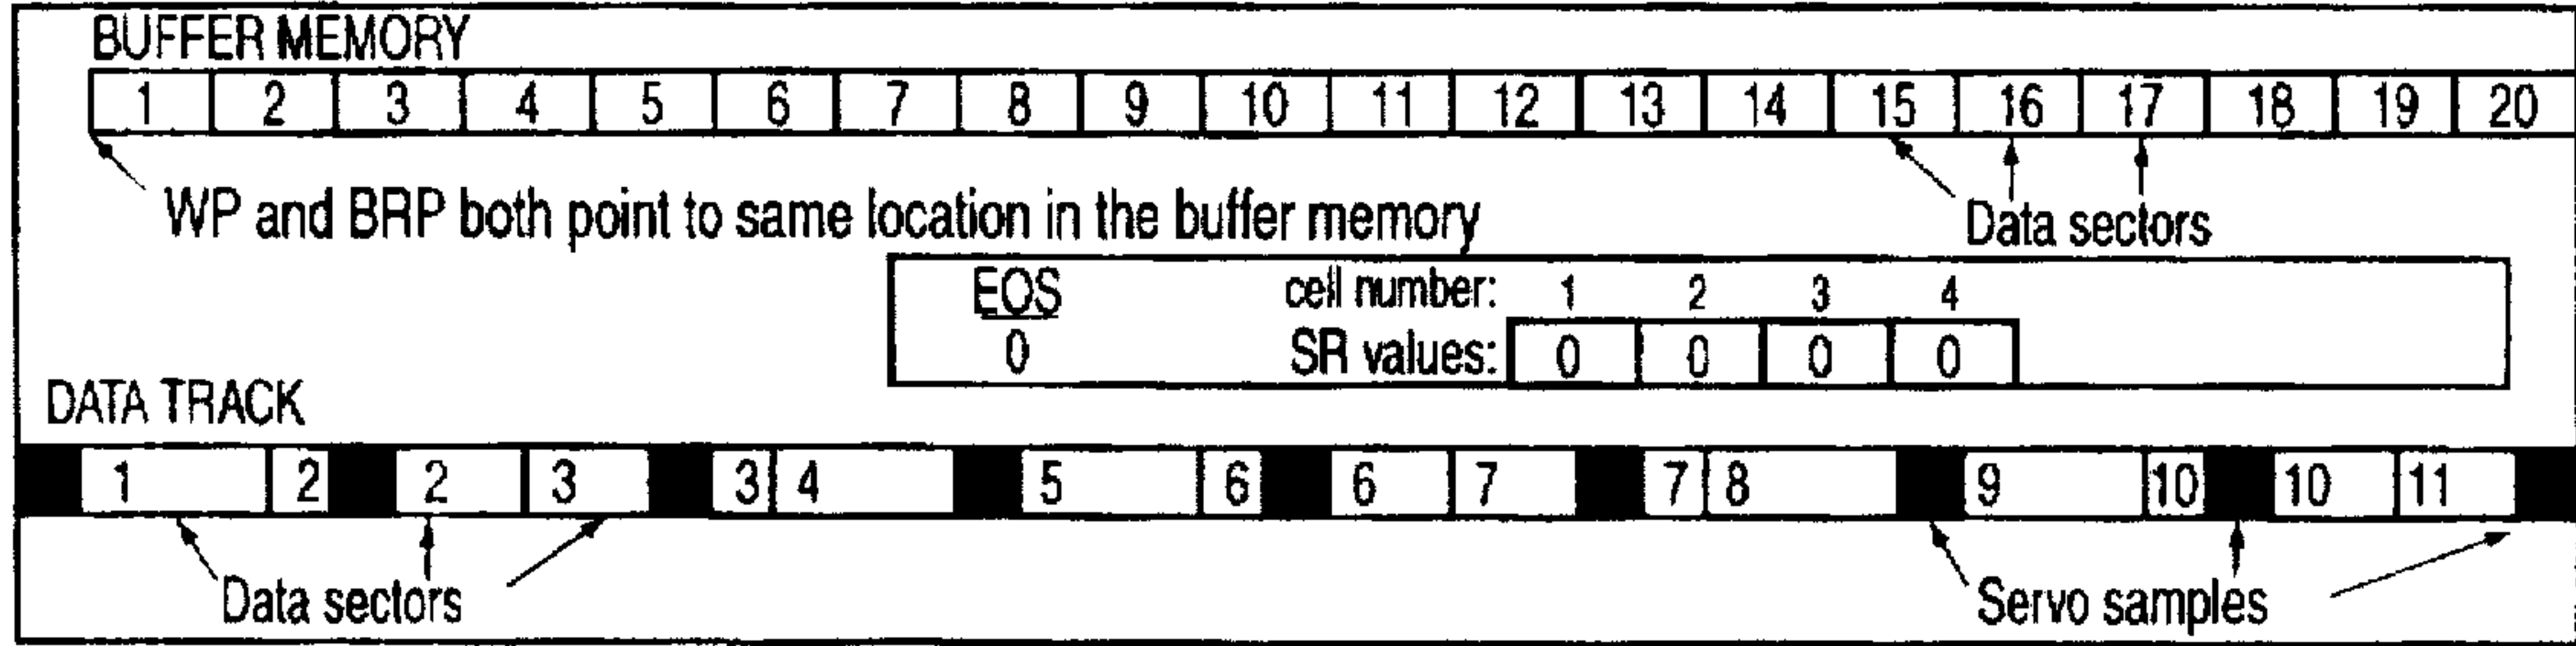 BUFFER MEMORY
1 2 3 4 5 6 7 8 9 10 11 12 13 14 15 16 17 18 19 20
WP and BRP both point to same location in the buffer memory
Data sectors
EOS cell number: 1 2 3 4
0 SR values: 0 0 0 0
DATA TRACK
1 2 2 3 3 4 5 6 6 7 7 8 9 10 10 11
Data sectors Servo samples